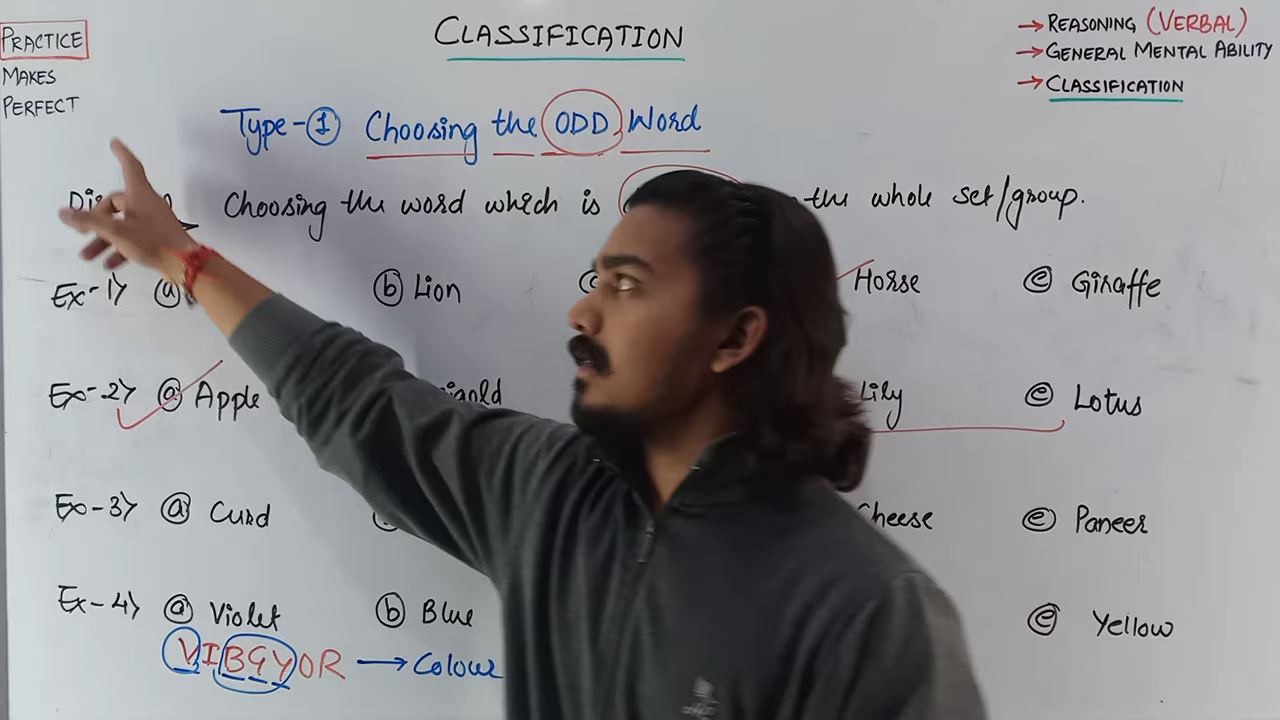 PRACTICE
MAKES
PERFECT
CLASSIFICATION
→ REASONING (VERBAL)
→ GENERAL MENTAL ABILITY
→ CLASSIFICATION
Type-① Choosing the ODD Word
Choosing the word which is the whole set/group.
Ex-1> ⓐ ⓑ Lion Horse ⓔ Giraffe
Ex-2> ⓐ Apple Lily ⓔ Lotus
Ex-3> ⓐ Curd Cheese ⓔ Paneer
Ex-4> ⓐ Violet ⓑ Blue ⓔ Yellow
VIBGYOR → Colour